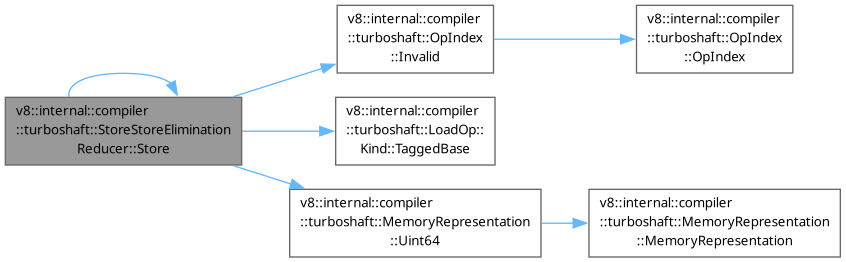 v8::internal::compiler
::turboshaft::OpIndex
::Invalid
v8::internal::compiler
::turboshaft::OpIndex
::OpIndex
v8::internal::compiler
::turboshaft::StoreStoreElimination
Reducer::Store
v8::internal::compiler
::turboshaft::LoadOp::
Kind::TaggedBase
v8::internal::compiler
::turboshaft::MemoryRepresentation
::Uint64
v8::internal::compiler
::turboshaft::MemoryRepresentation
::MemoryRepresentation